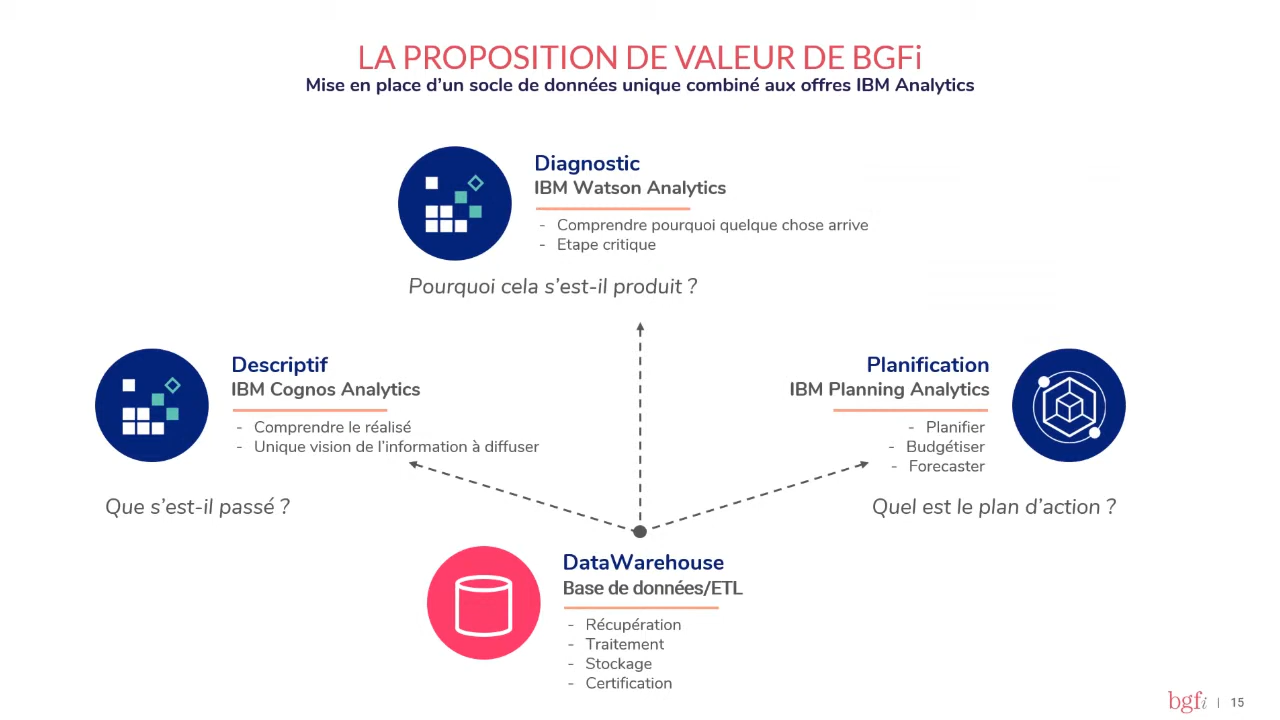 LA PROPOSITION DE VALEUR DE BGFi
Mise en place d’un socle de données unique combiné aux offres IBM Analytics
Diagnostic
IBM Watson Analytics
- Comprendre pourquoi quelque chose arrive
- Etape critique
Pourquoi cela s’est-il produit ?
Descriptif
IBM Cognos Analytics
- Comprendre le réalisé
- Unique vision de l’information à diffuser
Que s’est-il passé ?
Planification
IBM Planning Analytics
- Planifier
- Budgétiser
- Forecaster
Quel est le plan d’action ?
DataWarehouse
Base de données/ETL
- Récupération
- Traitement
- Stockage
- Certification
bgfi | 15